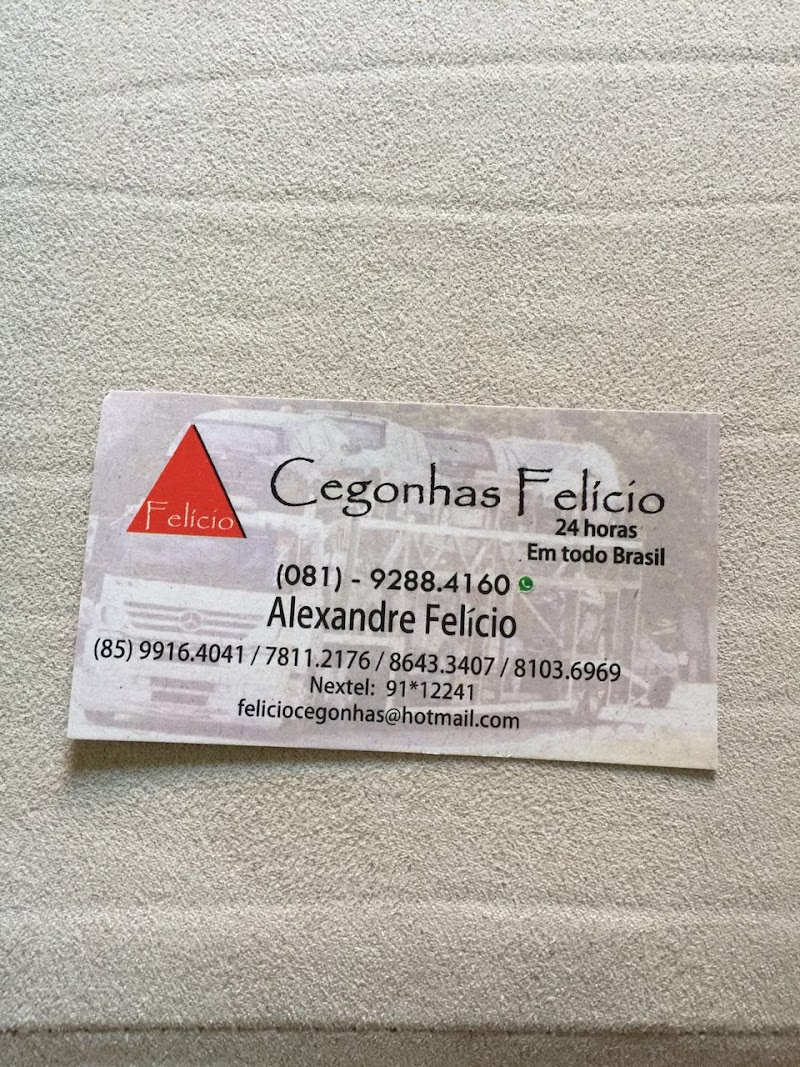 Felício
Cegonhas Felício
24 horas
Em todo Brasil
(081) - 9288.4160
Alexandre Felício
(85) 9916.4041 / 7811.2176 / 8643.3407 / 8103.6969
Nextel: 91*12241
feliciocegonhas@hotmail.com